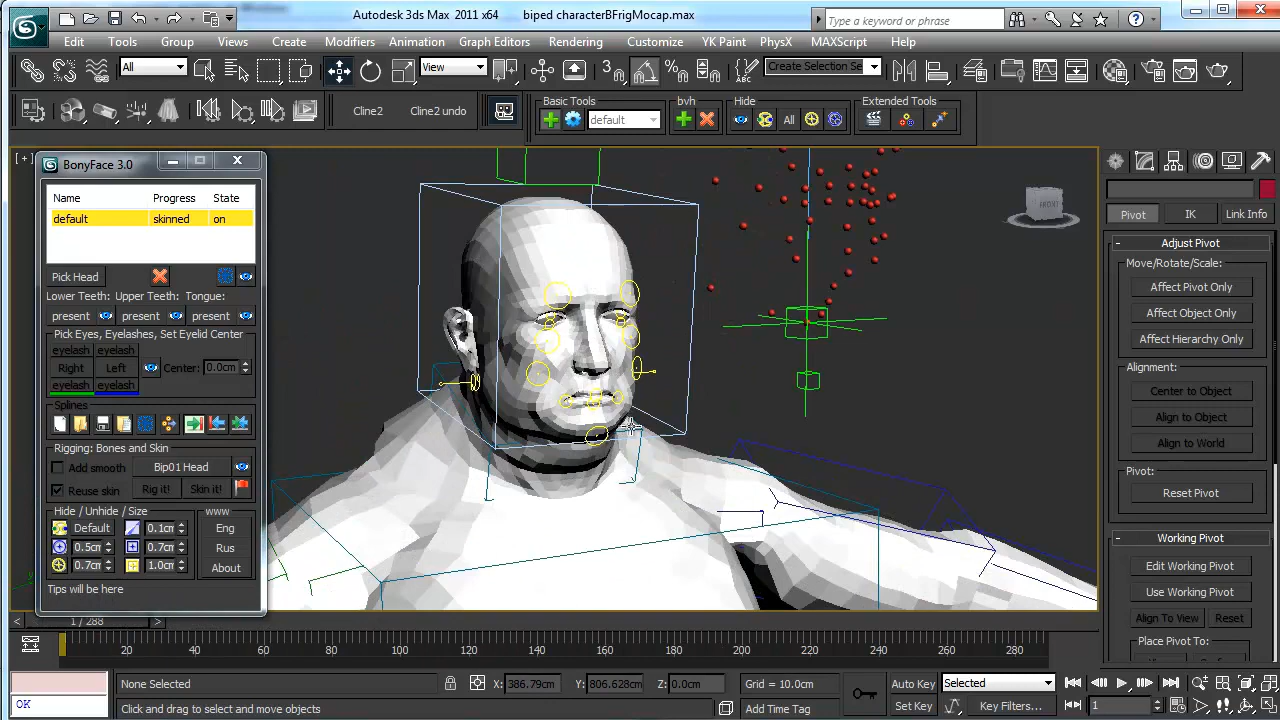 Autodesk 3ds Max 2011 x64 biped characterBFrigMocap.max
Type a keyword or phrase
Edit Tools Group Views Create Modifiers Animation Graph Editors Rendering Customize YK Paint PhysX MAXScript Help
All View Create Selection Se
Cline2 Cline2 undo
Basic Tools bvh Hide Extended Tools
default All
[ + ]
BonyFace 3.0
Name Progress State
default skinned on
Pick Head
Lower Teeth: Upper Teeth: Tongue:
present present present
Pick Eyes, Eyelashes, Set Eyelid Center
eyelash eyelash
Right Left Center: 0.0cm
eyelash eyelash
Splines
Rigging: Bones and Skin
Add smooth Bip01 Head
Reuse skin Rig it! Skin it!
Hide / Unhide / Size www
Default 0.1cm Eng
0.5cm 0.7cm Rus
0.7cm 1.0cm About
Tips will be here
FRONT
Pivot IK Link Info
- Adjust Pivot
Move/Rotate/Scale:
Affect Pivot Only
Affect Object Only
Affect Hierarchy Only
Alignment:
Center to Object
Align to Object
Align to World
Pivot:
Reset Pivot
- Working Pivot
Edit Working Pivot
Use Working Pivot
Align To View Reset
Place Pivot To:
< 1 / 288 >
20 40 60 80 100 120 140 160 180 200 220 240 260 280
None Selected X: 386.79cm Y: 806.628cm Z: 0.0cm Grid = 10.0cm Auto Key Selected
OK Click and drag to select and move objects Add Time Tag Set Key Key Filters... 1